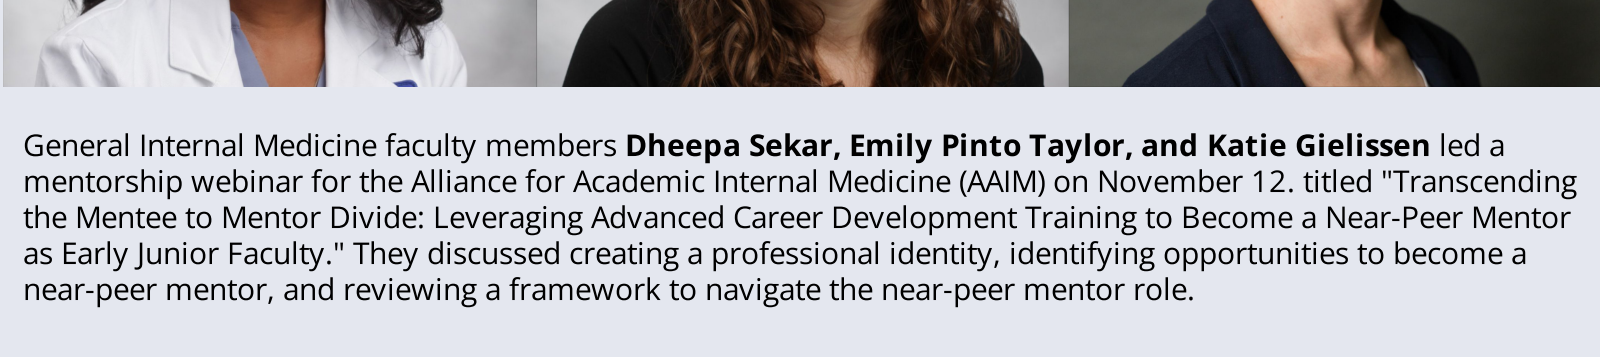 General Internal Medicine faculty members Dheepa Sekar, Emily Pinto Taylor, and Katie Gielissen led a
mentorship webinar for the Alliance for Academic Internal Medicine (AAIM) on November 12. titled "Transcending
the Mentee to Mentor Divide: Leveraging Advanced Career Development Training to Become a Near-Peer Mentor
as Early Junior Faculty." They discussed creating a professional identity, identifying opportunities to become a
near-peer mentor, and reviewing a framework to navigate the near-peer mentor role.